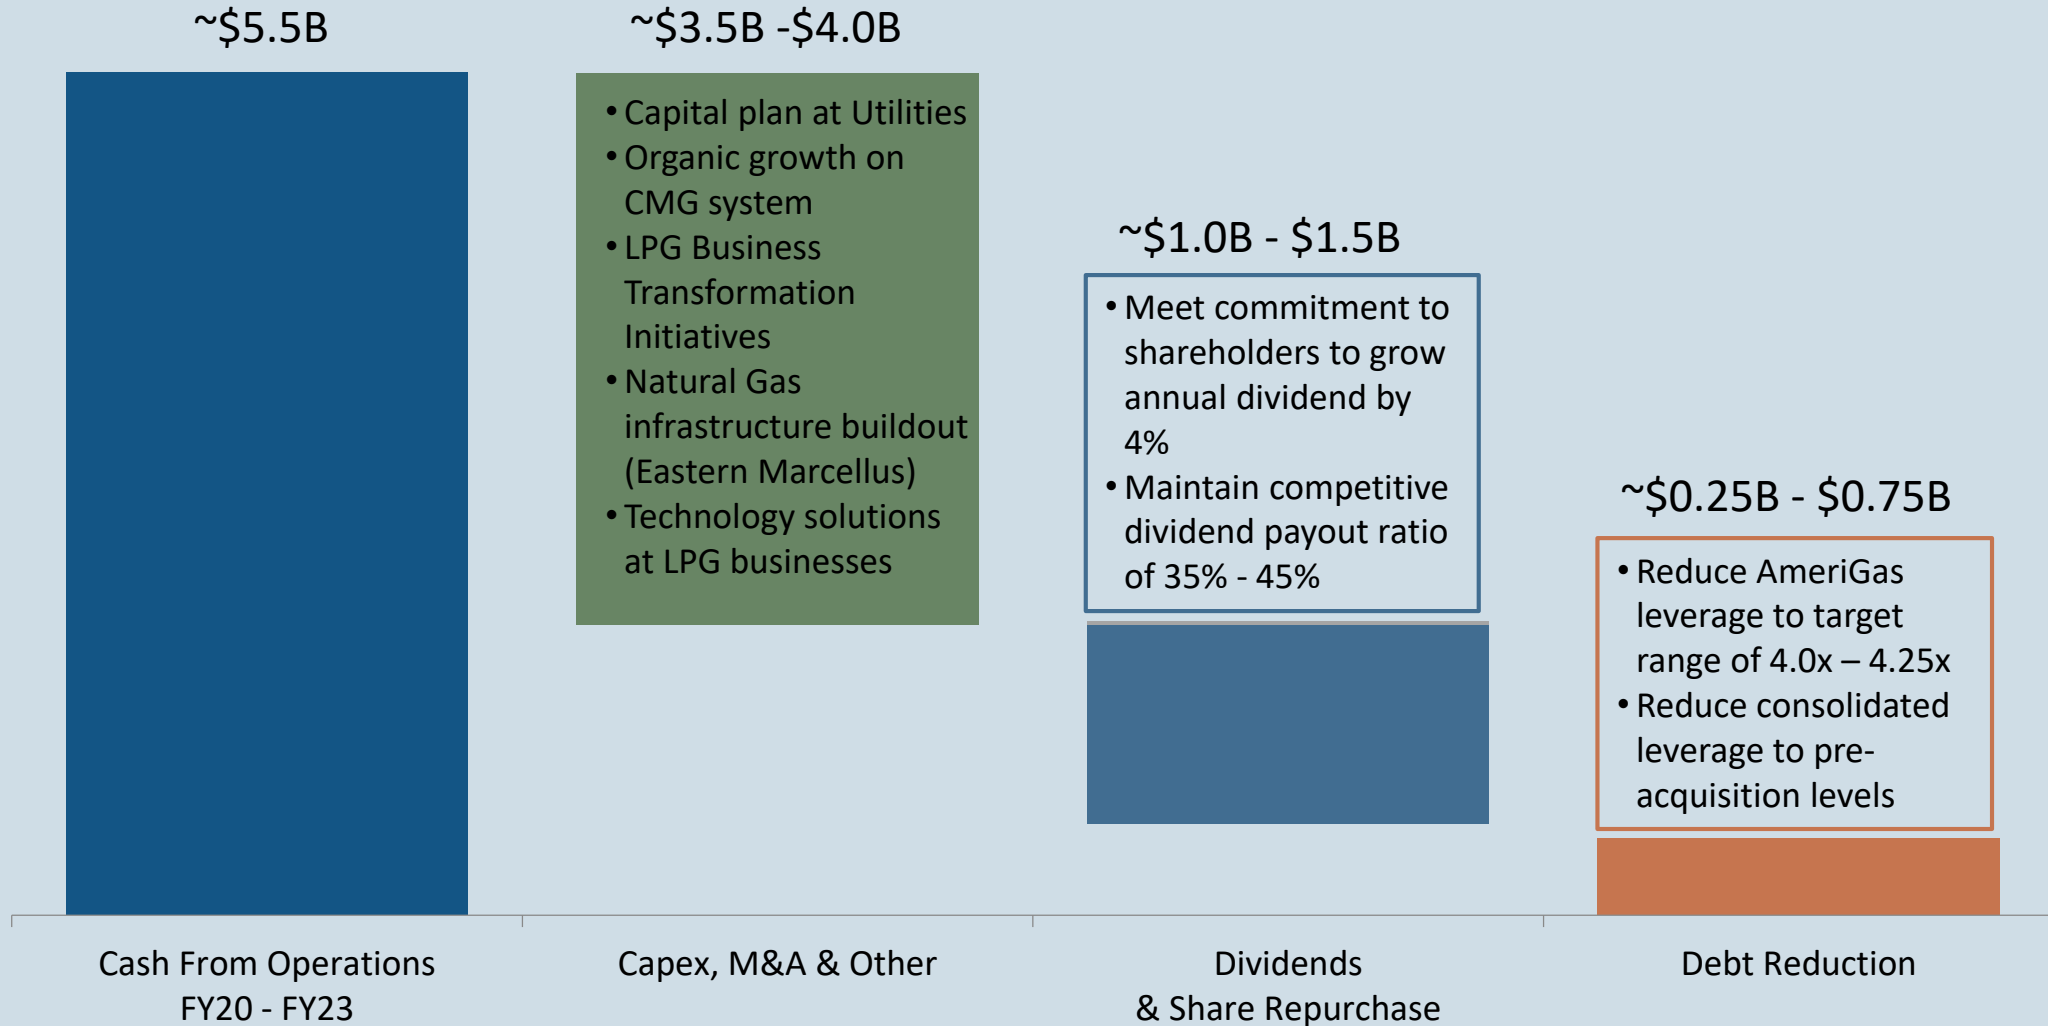 ~$5.5B
~$3.5B -$4.0B
• Capital plan at Utilities
• Organic growth on
CMG system
• LPG Business
Transformation
Initiatives
• Natural Gas
infrastructure buildout
(Eastern Marcellus)
• Technology solutions
at LPG businesses
~$1.0B - $1.5B
• Meet commitment to
shareholders to grow
annual dividend by
4%
• Maintain competitive
dividend payout ratio
of 35% - 45%
~$0.25B - $0.75B
• Reduce AmeriGas
leverage to target
range of 4.0x – 4.25x
• Reduce consolidated
leverage to pre-
acquisition levels
Cash From Operations
FY20 - FY23
Capex, M&A & Other
Dividends
& Share Repurchase
Debt Reduction